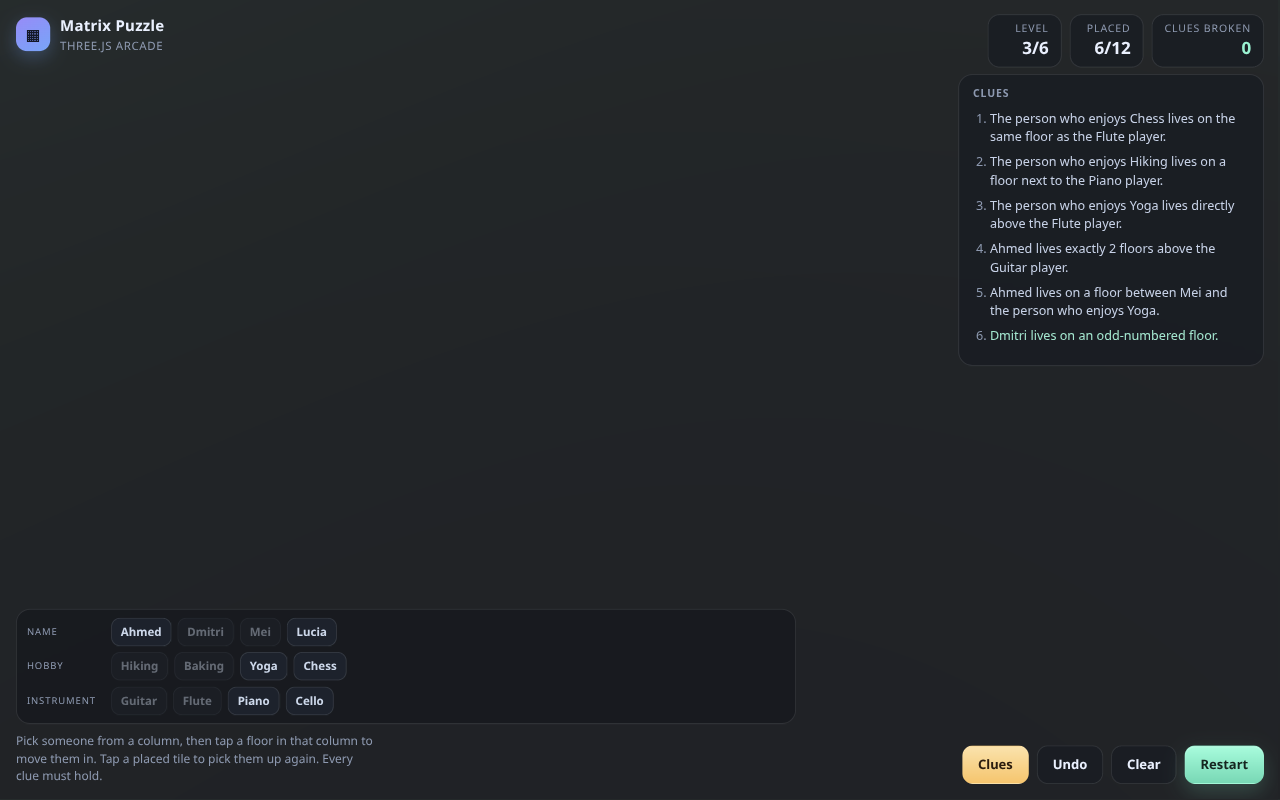 Matrix Puzzle
THREE.JS ARCADE
LEVEL
3/6
PLACED
6/12
CLUES BROKEN
0
CLUES
1. The person who enjoys Chess lives on the
same floor as the Flute player.
2. The person who enjoys Hiking lives on a
floor next to the Piano player.
3. The person who enjoys Yoga lives directly
above the Flute player.
4. Ahmed lives exactly 2 floors above the
Guitar player.
5. Ahmed lives on a floor between Mei and
the person who enjoys Yoga.
6. Dmitri lives on an odd-numbered floor.
NAME Ahmed Dmitri Mei Lucia
HOBBY Hiking Baking Yoga Chess
INSTRUMENT Guitar Flute Piano Cello
Pick someone from a column, then tap a floor in that column to
move them in. Tap a placed tile to pick them up again. Every
clue must hold.
Clues Undo Clear Restart